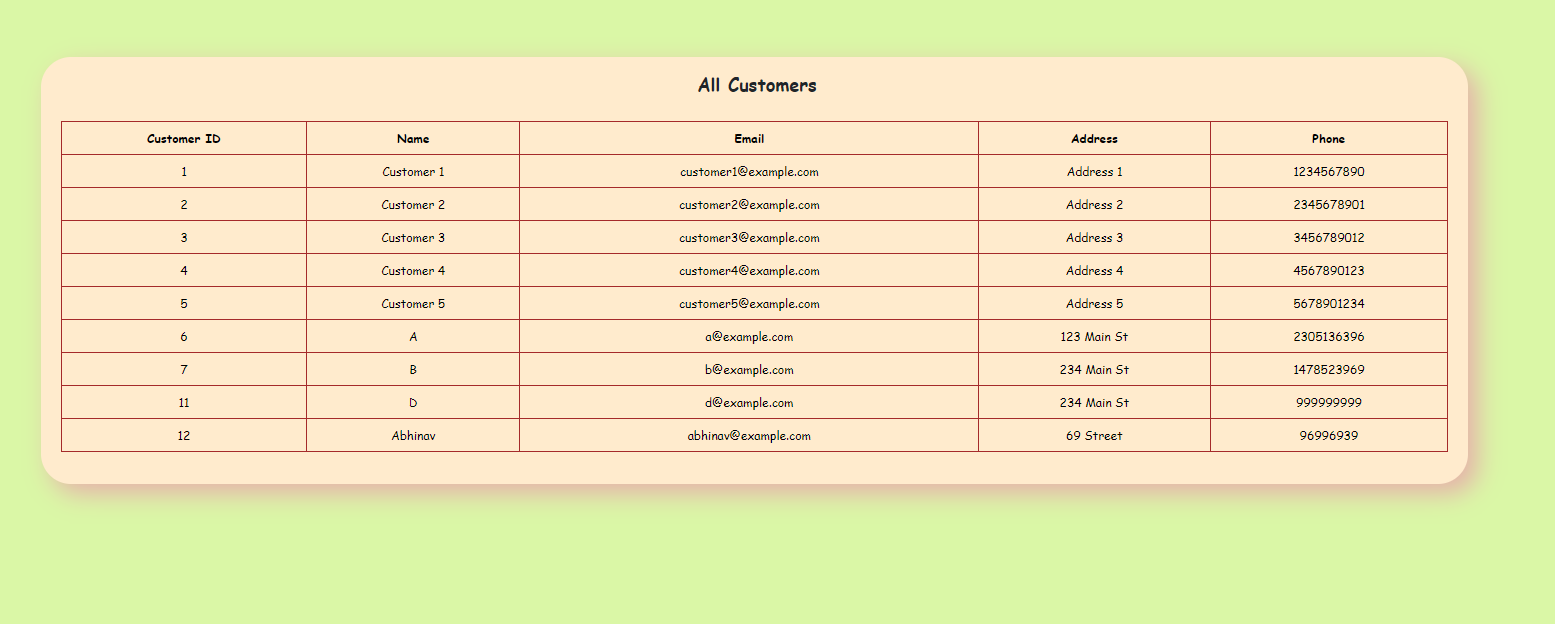 All Customers
Customer ID Name Email Address Phone
1 Customer 1 customer1@example.com Address 1 1234567890
2 Customer 2 customer2@example.com Address 2 2345678901
3 Customer 3 customer3@example.com Address 3 3456789012
4 Customer 4 customer4@example.com Address 4 4567890123
5 Customer 5 customer5@example.com Address 5 5678901234
6 A a@example.com 123 Main St 2305136396
7 B b@example.com 234 Main St 1478523969
11 D d@example.com 234 Main St 999999999
12 Abhinav abhinav@example.com 69 Street 96996939